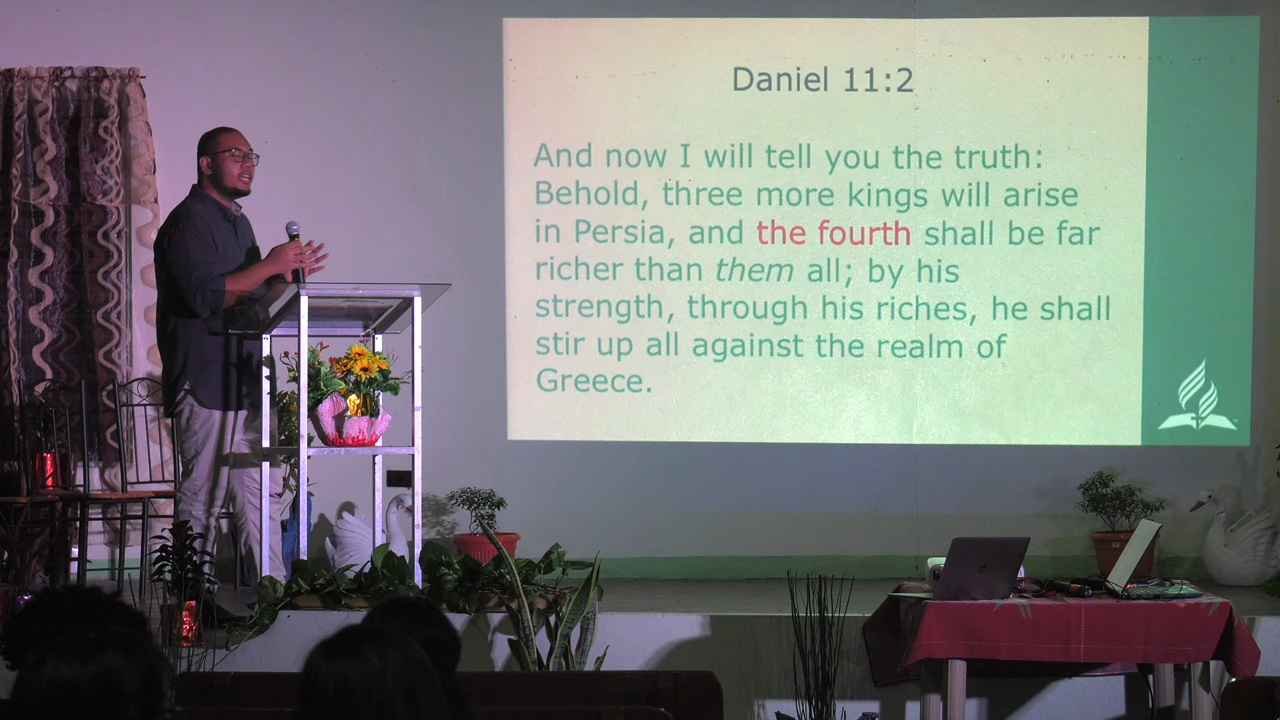 Daniel 11:2
And now I will tell you the truth:
Behold, three more kings will arise
in Persia, and the fourth shall be far
richer than them all; by his
strength, through his riches, he shall
stir up all against the realm of
Greece.